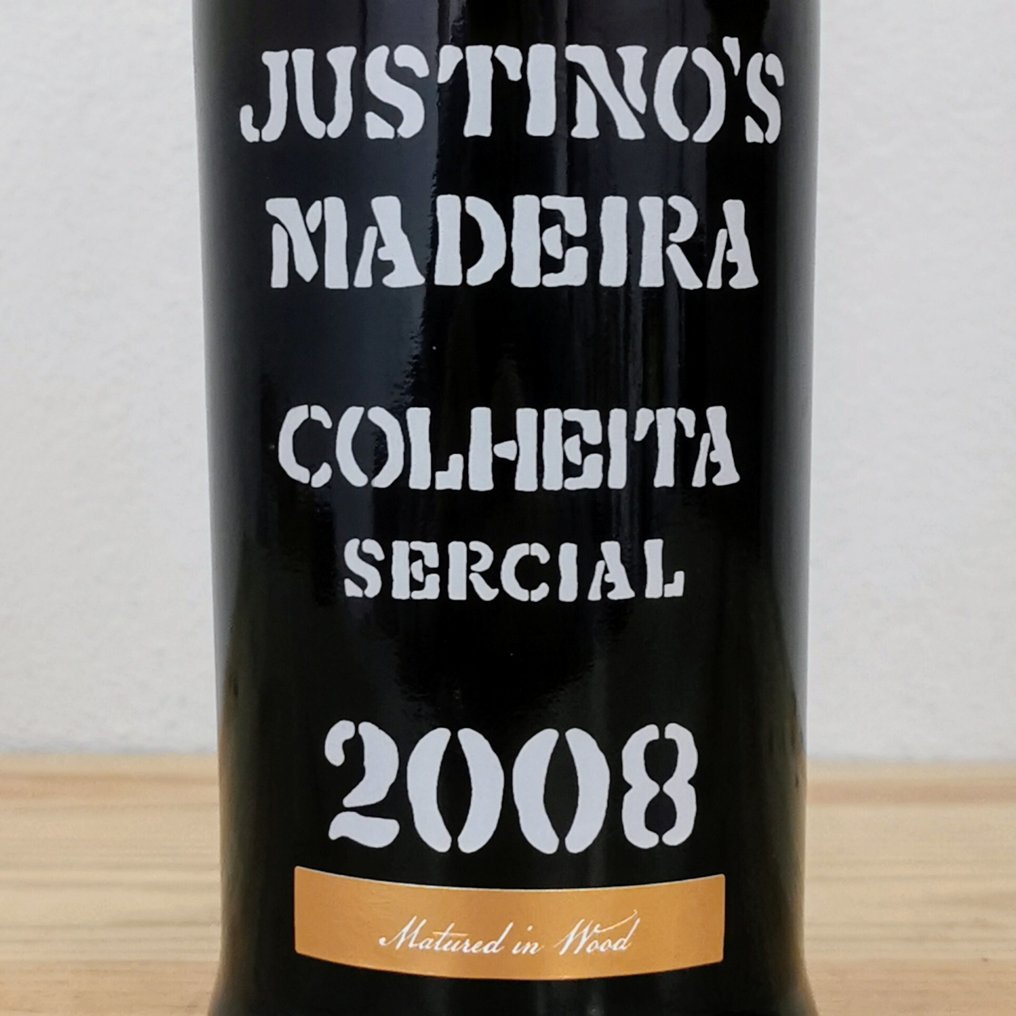 JUSTINO'S
MADEIRA
COLHEITA
SERCIAL
2008
Matured in Wood